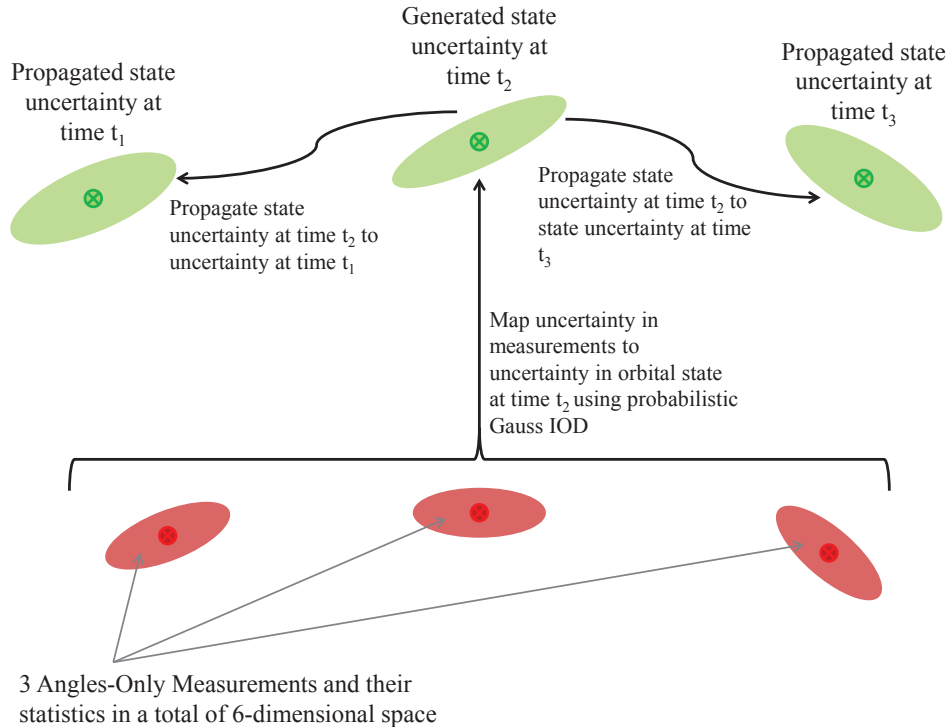 Generated state
uncertainty at
time t2
Propagated state
uncertainty at
time t1
Propagated state
uncertainty at
time t3
Propagate state
uncertainty at time t2 to
uncertainty at time t1
Propagate state
uncertainty at time t2 to
state uncertainty at time
t3
Map uncertainty in
measurements to
uncertainty in orbital state
at time t2 using probabilistic
Gauss IOD
3 Angles-Only Measurements and their
statistics in a total of 6-dimensional space